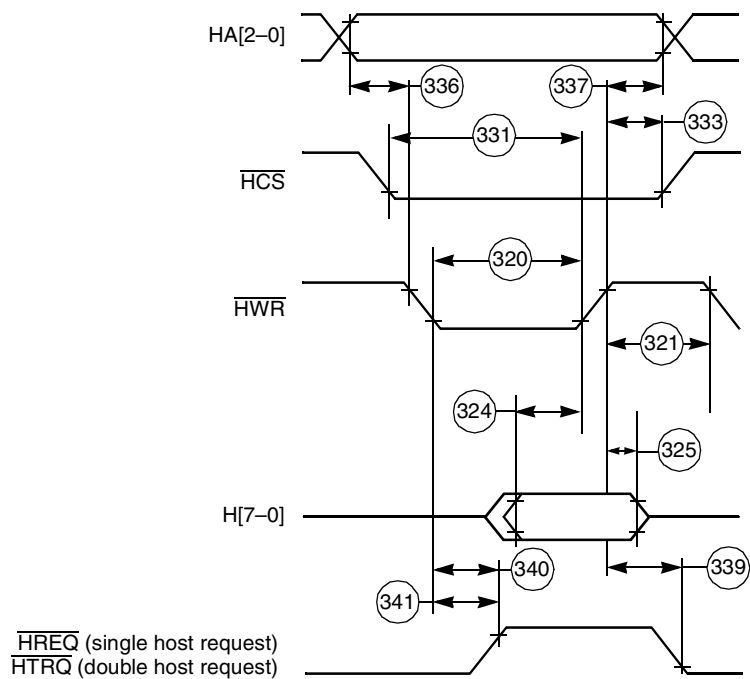 HA[2–0]
336
337
333
331
HCS
320
HWR
321
324
325
H[7–0]
340
339
341
HREQ (single host request)
HTRQ (double host request)